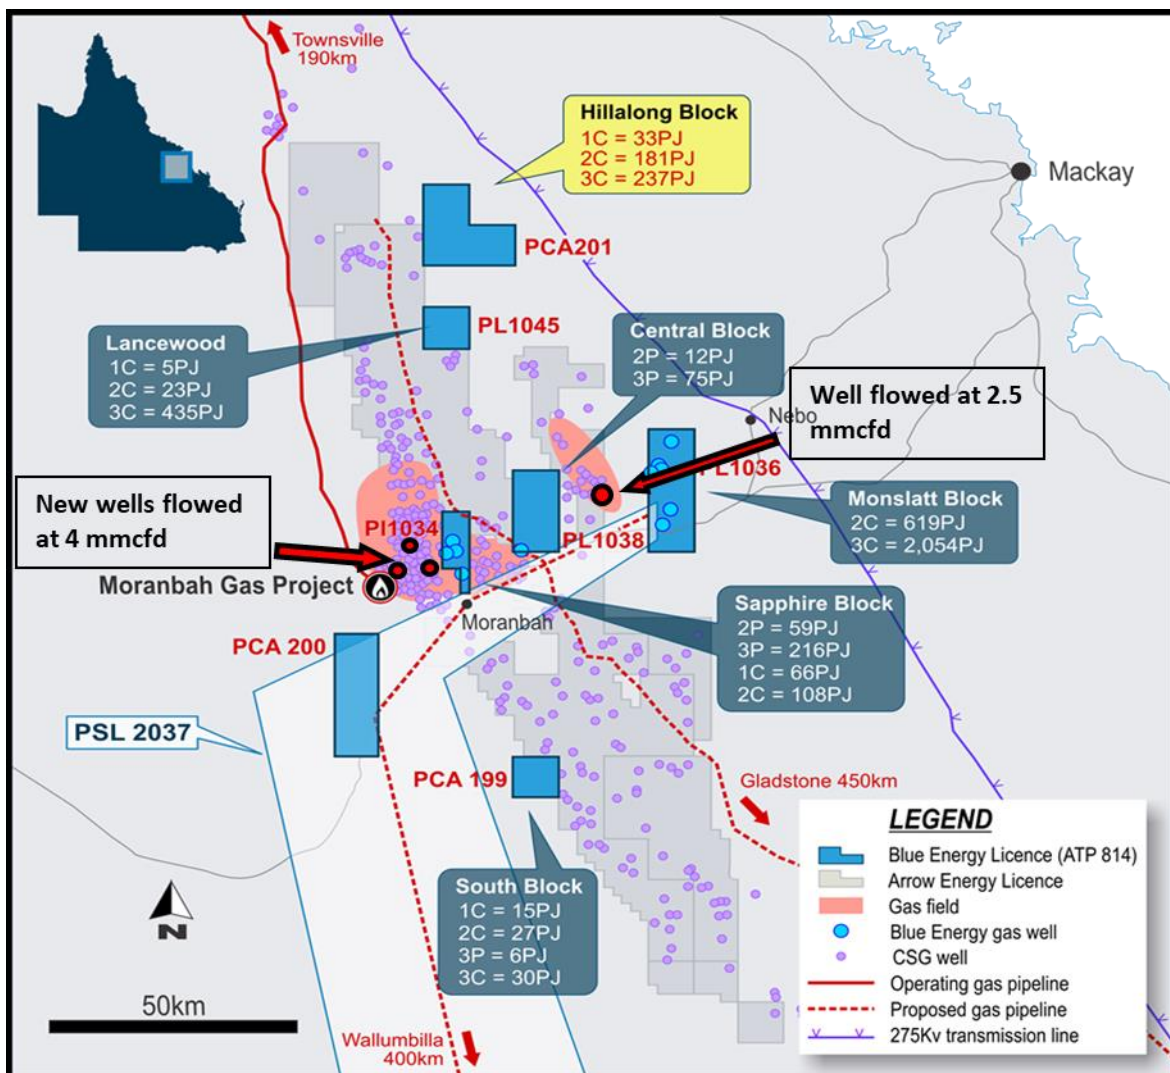 Townsville
190km
Hillalong Block
1C = 33PJ
2C = 181PJ
3C = 237PJ
Mackay
PCA201
Lancewood
1C = 5PJ
2C = 23PJ
3C = 435PJ
PL1045
Central Block
2P = 12PJ
3P = 75PJ
Well flowed at 2.5
mmcfd
Nebo
PL1036
New wells flowed
at 4 mmcfd
Pl1034
PL1038
Monslatt Block
2C = 619PJ
3C = 2,054PJ
Moranbah Gas Project
Moranbah
Sapphire Block
2P = 59PJ
3P = 216PJ
1C = 66PJ
2C = 108PJ
PCA 200
PSL 2037
PCA 199
Gladstone 450km
South Block
1C = 15PJ
2C = 27PJ
3P = 6PJ
3C = 30PJ
N
50km
Wallumbilla
400km
LEGEND
Blue Energy Licence (ATP 814)
Arrow Energy Licence
Gas field
Blue Energy gas well
CSG well
Operating gas pipeline
Proposed gas pipeline
275Kv transmission line